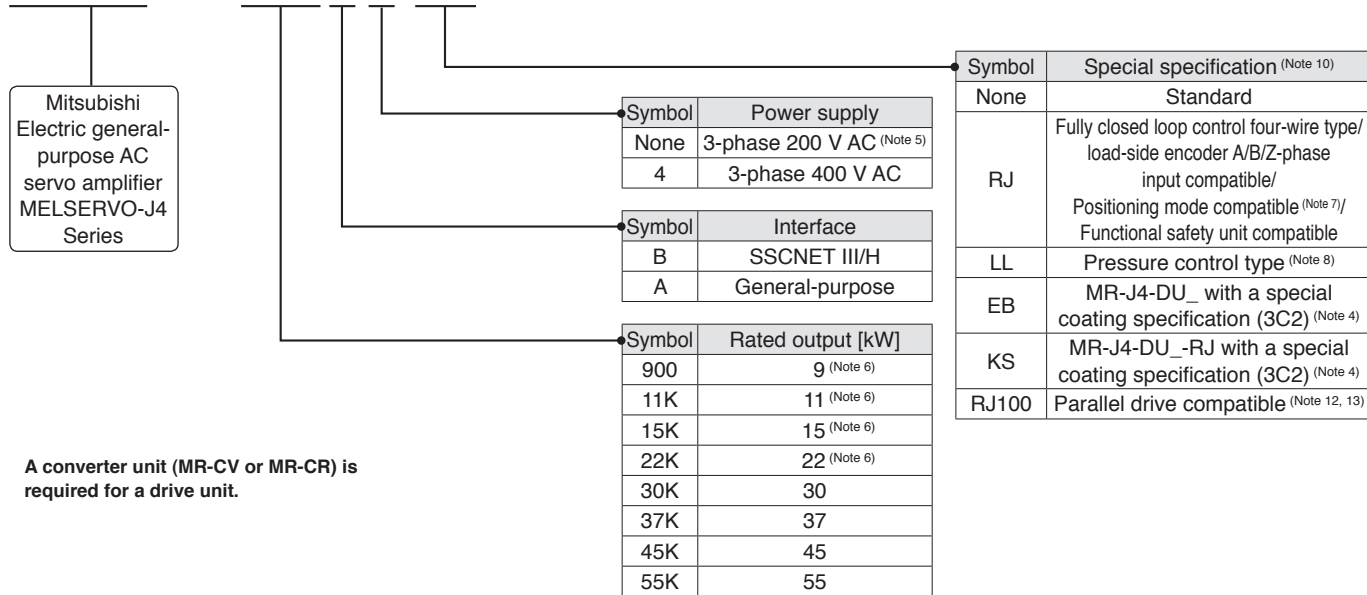 Mitsubishi
Electric general-
purpose AC
servo amplifier
MELSERVO-J4
Series
Symbol Power supply
None 3-phase 200 V AC (Note 5)
4 3-phase 400 V AC
Symbol Interface
B SSCNET III/H
A General-purpose
Symbol Rated output [kW]
900 9 (Note 6)
11K 11 (Note 6)
15K 15 (Note 6)
22K 22 (Note 6)
30K 30
37K 37
45K 45
55K 55
Symbol Special specification (Note 10)
None Standard
RJ Fully closed loop control four-wire type/
load-side encoder A/B/Z-phase
input compatible/
Positioning mode compatible (Note 7)/
Functional safety unit compatible
LL Pressure control type (Note 8)
EB MR-J4-DU_ with a special
coating specification (3C2) (Note 4)
KS MR-J4-DU_-RJ with a special
coating specification (3C2) (Note 4)
RJ100 Parallel drive compatible (Note 12, 13)
A converter unit (MR-CV or MR-CR) is
required for a drive unit.